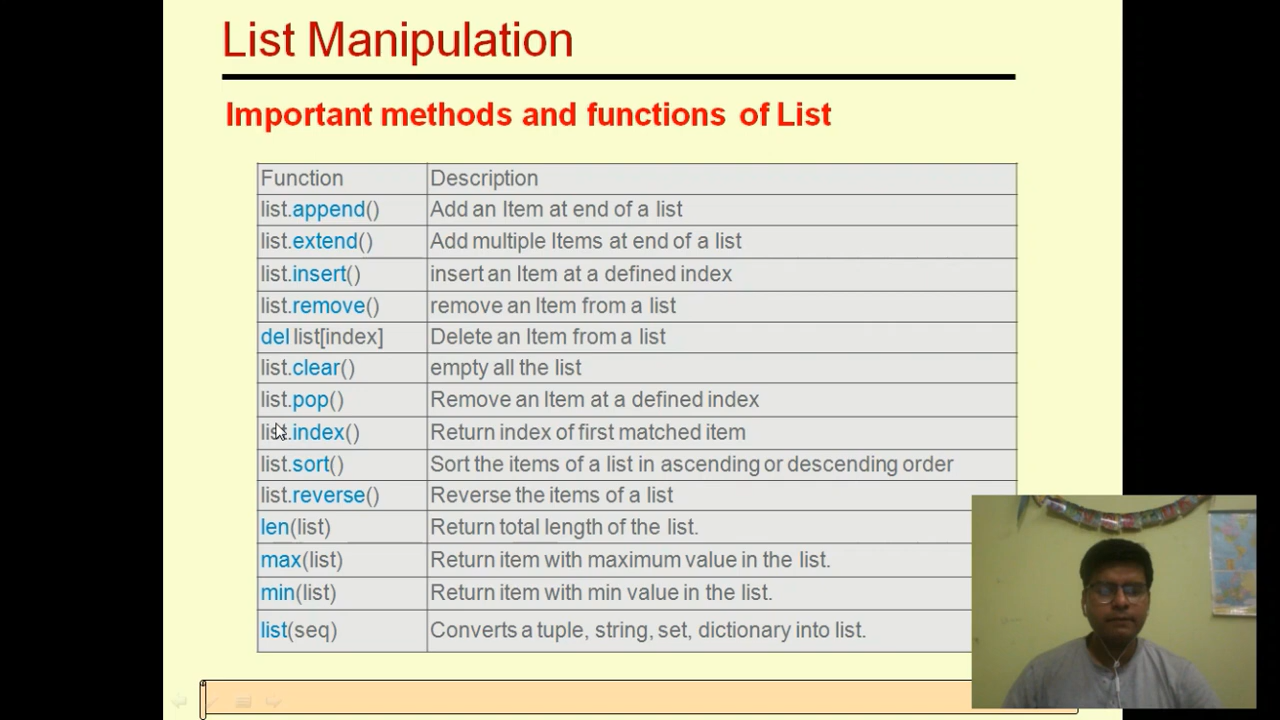 List Manipulation
Important methods and functions of List
Function Description
list.append() Add an Item at end of a list
list.extend() Add multiple Items at end of a list
list.insert() insert an Item at a defined index
list.remove() remove an Item from a list
del list[index] Delete an Item from a list
list.clear() empty all the list
list.pop() Remove an Item at a defined index
list.index() Return index of first matched item
list.sort() Sort the items of a list in ascending or descending order
list.reverse() Reverse the items of a list
len(list) Return total length of the list.
max(list) Return item with maximum value in the list.
min(list) Return item with min value in the list.
list(seq) Converts a tuple, string, set, dictionary into list.